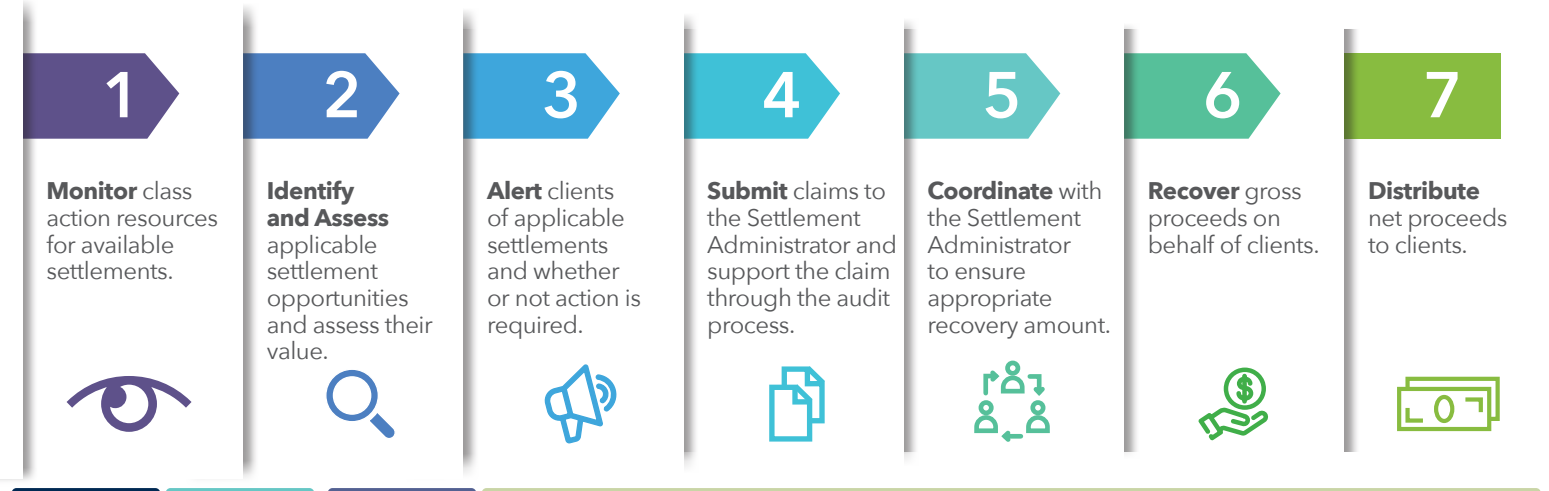 1
Monitor class
action resources
for available
settlements.
2
Identify
and Assess
applicable
settlement
opportunities
and assess their
value.
3
Alert clients
of applicable
settlements
and whether
or not action is
required.
4
Submit claims to
the Settlement
Administrator and
support the claim
through the audit
process.
5
Coordinate with
the Settlement
Administrator
to ensure
appropriate
recovery amount.
6
Recover gross
proceeds on
behalf of clients.
$
7
Distribute
net proceeds
to clients.